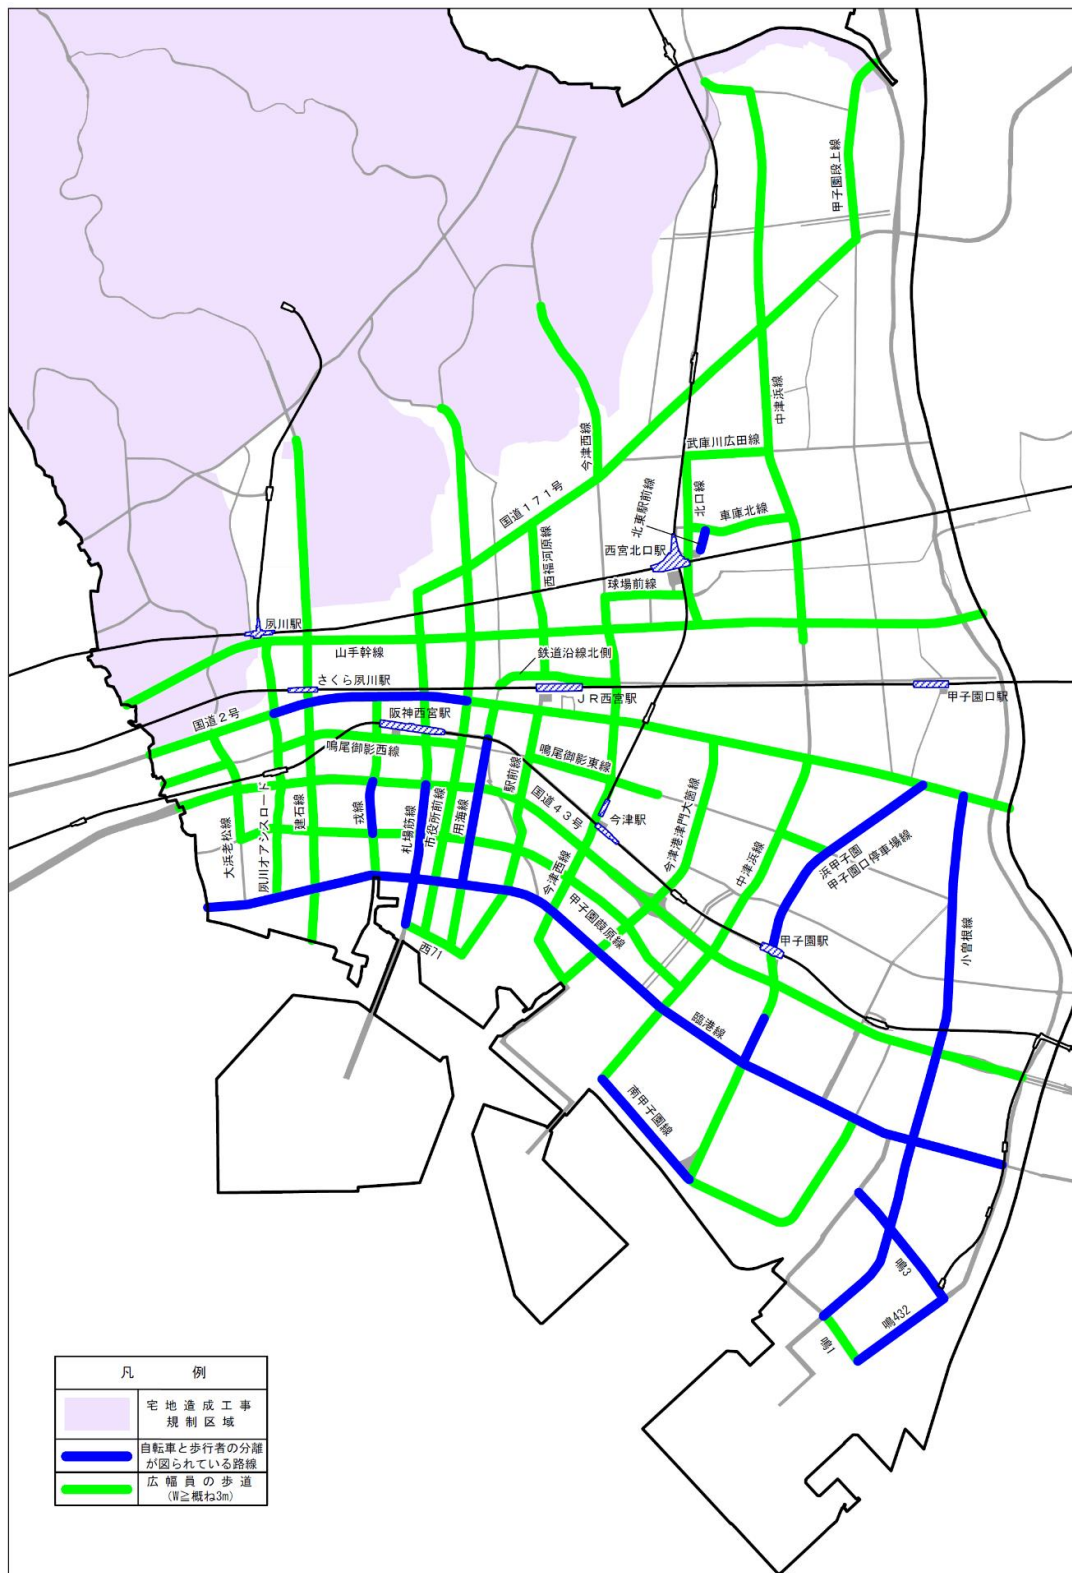 甲子園段上線
中津浜線
今津西線
武庫川広田線
国道171号
北口線
北東駅前線
車庫北線
西宮北口駅
西福河原線
球場前線
夙川駅
山手幹線
鉄道沿線北側
さくら夙川駅
JR西宮駅
甲子園口駅
国道2号
阪神西宮駅
鳴尾御影西線
鳴尾御影東線
駅前線
国道43号
今津駅
大浜老松線
夙川オアシスロード
建石線
戎線
札場筋線
市役所前線
用海線
今津西線
今津港津門大箇線
中津浜線
浜甲子園
甲子園口停車場線
甲子園段原線
甲子園駅
小曽根線
西71
臨港線
南甲子園線
鳴3
鳴432
鳴1
凡 例
宅地造成工事
規制区域
自転車と歩行者の分離
が図られている路線
広幅員の歩道
(W≧概ね3m)